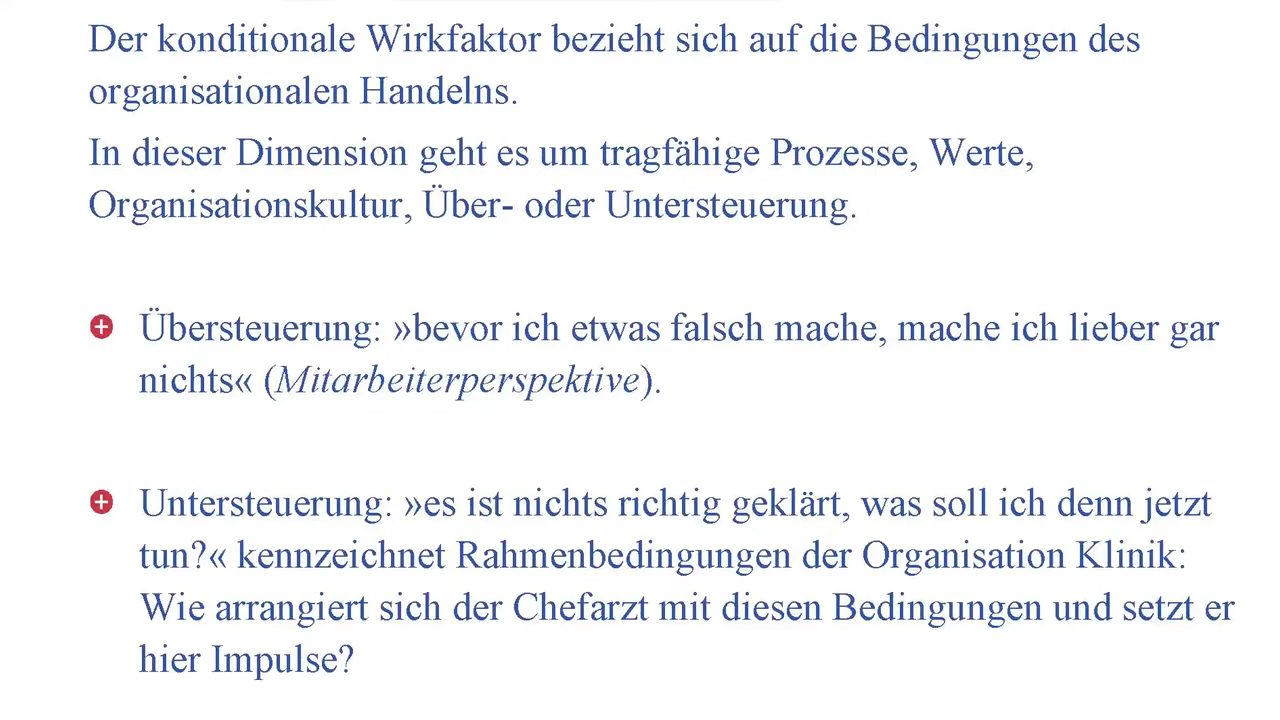 Der konditionale Wirkfaktor bezieht sich auf die Bedingungen des
organisationalen Handelns.
In dieser Dimension geht es um tragfähige Prozesse, Werte,
Organisationskultur, Über- oder Untersteuerung.
Übersteuerung: »bevor ich etwas falsch mache, mache ich lieber gar
nichts« (Mitarbeiterperspektive).
Untersteuerung: »es ist nichts richtig geklärt, was soll ich denn jetzt
tun?« kennzeichnet Rahmenbedingungen der Organisation Klinik:
Wie arrangiert sich der Chefarzt mit diesen Bedingungen und setzt er
hier Impulse?